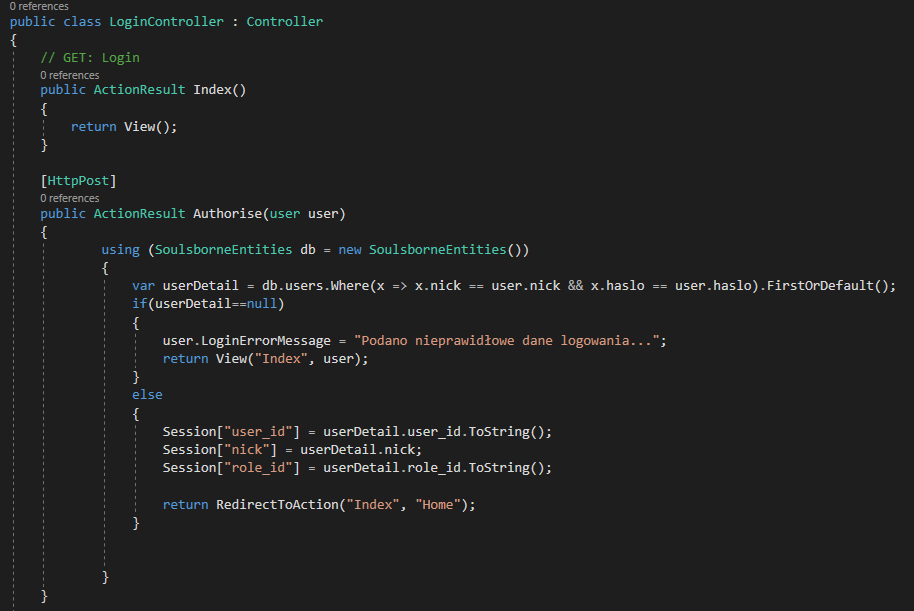 0 references
public class LoginController : Controller
{
// GET: Login
0 references
public ActionResult Index()
{
return View();
}
[HttpPost]
0 references
public ActionResult Authorise(user user)
{
using (SoulsborneEntities db = new SoulsborneEntities())
{
var userDetail = db.users.Where(x => x.nick == user.nick && x.haslo == user.haslo).FirstOrDefault();
if(userDetail==null)
{
user.LoginErrorMessage = "Podano nieprawidłowe dane logowania...";
return View("Index", user);
}
else
{
Session["user_id"] = userDetail.user_id.ToString();
Session["nick"] = userDetail.nick;
Session["role_id"] = userDetail.role_id.ToString();
return RedirectToAction("Index", "Home");
}
}
}